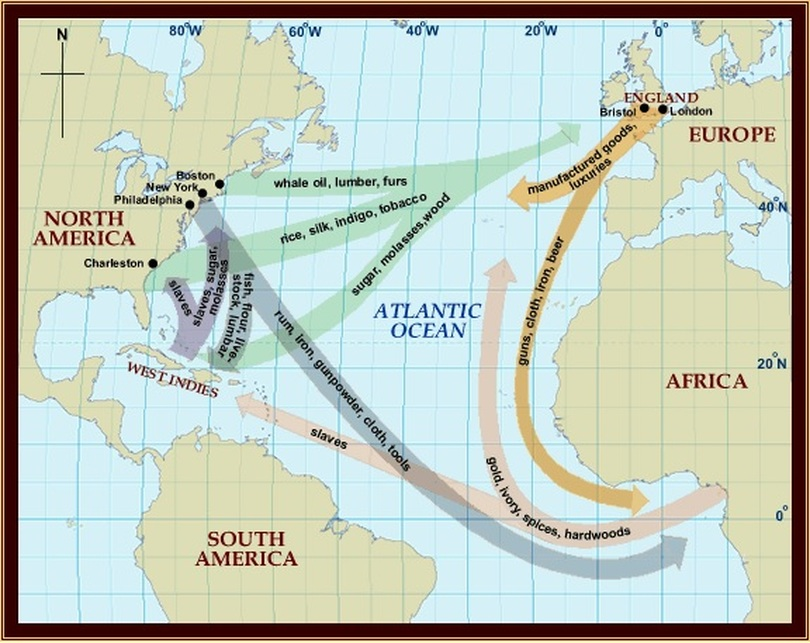 80°W
60°W
40°W
20°W
0°
N
ENGLAND
Bristol
London
EUROPE
manufactured goods,
luxuries
Boston
New York
Philadelphia
whale oil, lumber, furs
40°N
NORTH
AMERICA
rice, silk, indigo, tobacco
sugar, molasses,wood
Charleston
slaves
slaves, sugar,
molasses
fish, flour, live-
stock, lumbar
guns, cloth, iron, beer
ATLANTIC
OCEAN
rum, iron, gunpowder, cloth, tools
20°N
WEST INDIES
AFRICA
slaves
gold, ivory, spices, hardwoods
0°
SOUTH
AMERICA